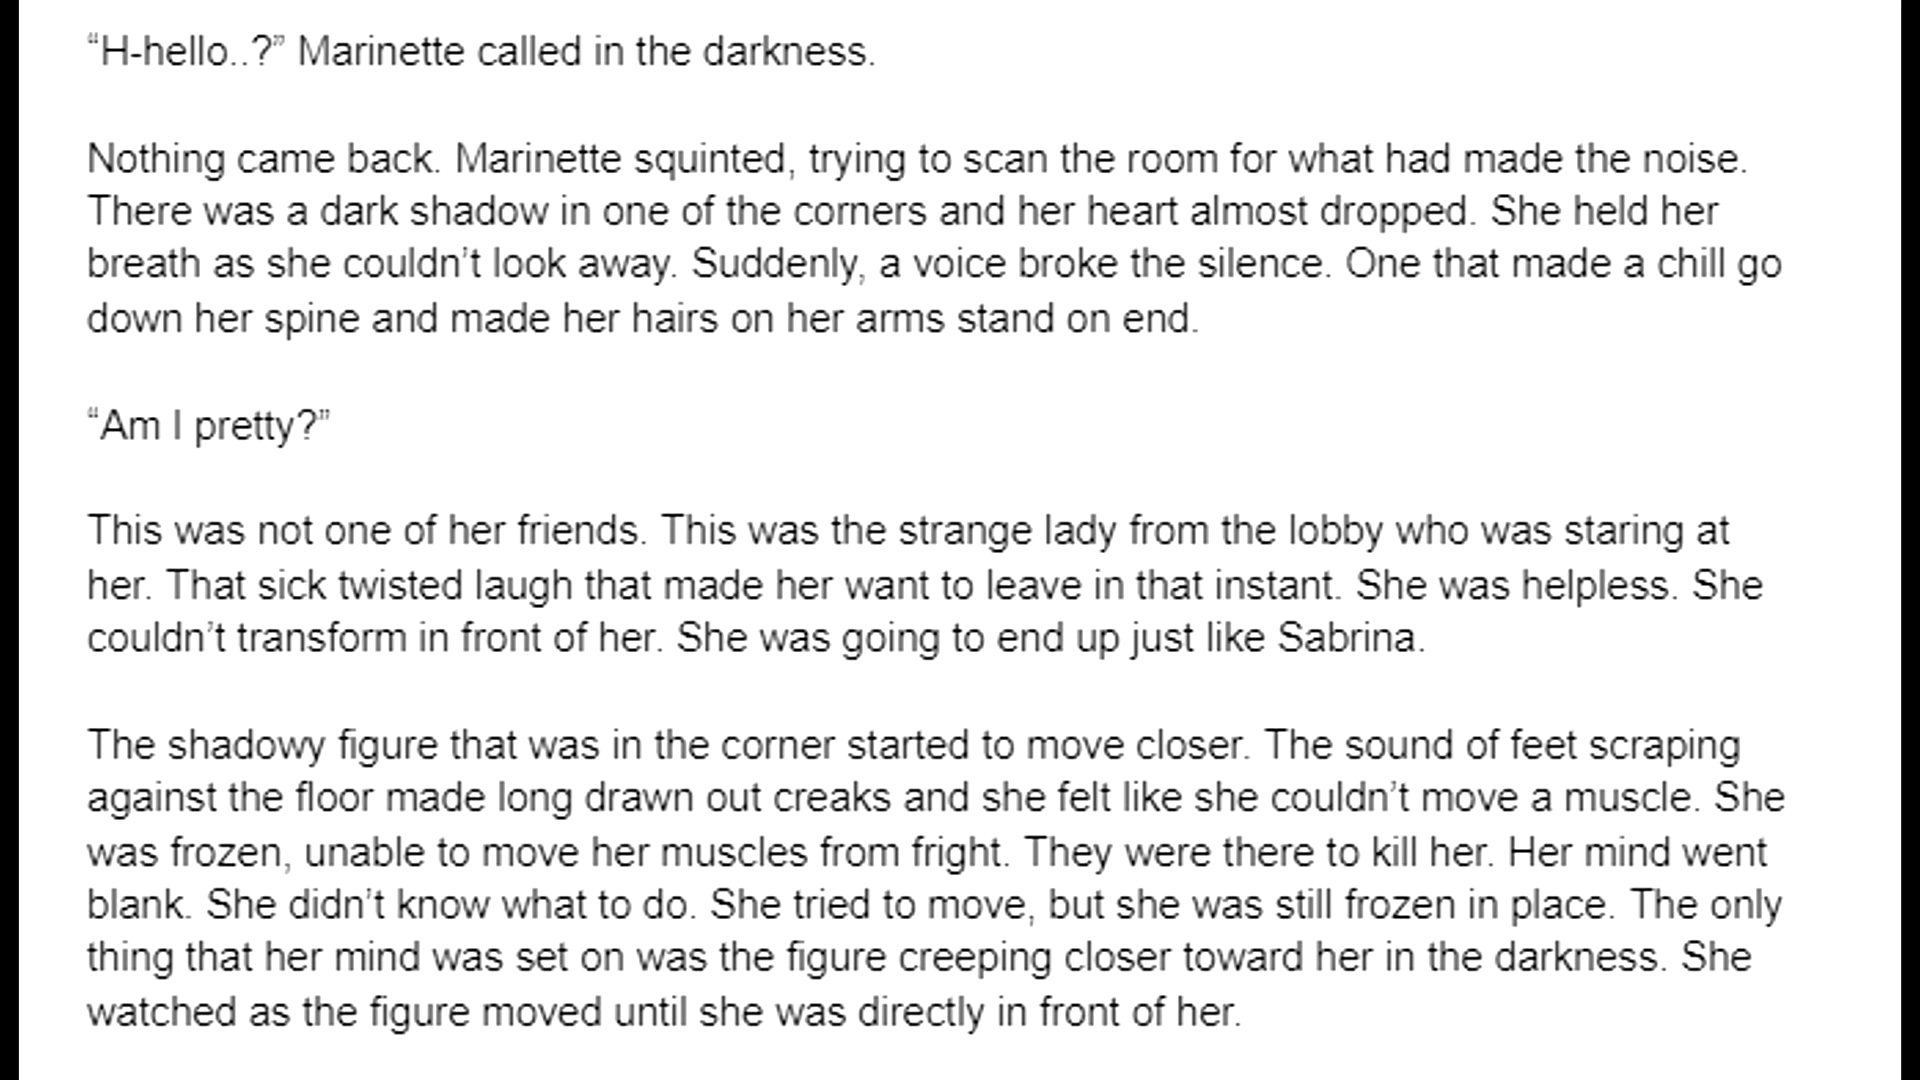 “H-hello..?” Marinette called in the darkness.
Nothing came back. Marinette squinted, trying to scan the room for what had made the noise.
There was a dark shadow in one of the corners and her heart almost dropped. She held her
breath as she couldn’t look away. Suddenly, a voice broke the silence. One that made a chill go
down her spine and made her hairs on her arms stand on end.
“Am I pretty?”
This was not one of her friends. This was the strange lady from the lobby who was staring at
her. That sick twisted laugh that made her want to leave in that instant. She was helpless. She
couldn’t transform in front of her. She was going to end up just like Sabrina.
The shadowy figure that was in the corner started to move closer. The sound of feet scraping
against the floor made long drawn out creaks and she felt like she couldn’t move a muscle. She
was frozen, unable to move her muscles from fright. They were there to kill her. Her mind went
blank. She didn’t know what to do. She tried to move, but she was still frozen in place. The only
thing that her mind was set on was the figure creeping closer toward her in the darkness. She
watched as the figure moved until she was directly in front of her.